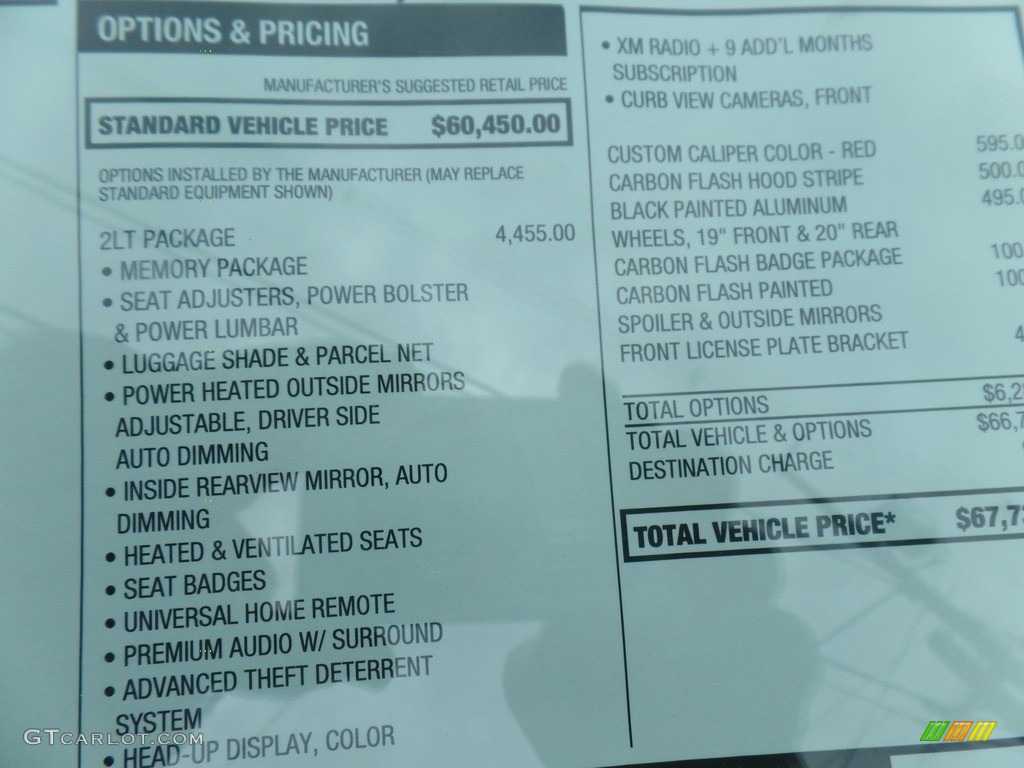 OPTIONS & PRICING
MANUFACTURER'S SUGGESTED RETAIL PRICE
STANDARD VEHICLE PRICE $60,450.00
OPTIONS INSTALLED BY THE MANUFACTURER (MAY REPLACE
STANDARD EQUIPMENT SHOWN)
2LT PACKAGE 4,455.00
• MEMORY PACKAGE
• SEAT ADJUSTERS, POWER BOLSTER
& POWER LUMBAR
• LUGGAGE SHADE & PARCEL NET
• POWER HEATED OUTSIDE MIRRORS
ADJUSTABLE, DRIVER SIDE
AUTO DIMMING
• INSIDE REARVIEW MIRROR, AUTO
DIMMING
• HEATED & VENTILATED SEATS
• SEAT BADGES
• UNIVERSAL HOME REMOTE
• PREMIUM AUDIO W/ SURROUND
• ADVANCED THEFT DETERRENT
SYSTEM
• HEAD-UP DISPLAY, COLOR
• XM RADIO + 9 ADD'L MONTHS
SUBSCRIPTION
• CURB VIEW CAMERAS, FRONT
CUSTOM CALIPER COLOR - RED 595.0
CARBON FLASH HOOD STRIPE 500.0
BLACK PAINTED ALUMINUM 495.0
WHEELS, 19" FRONT & 20" REAR
CARBON FLASH BADGE PACKAGE 100
CARBON FLASH PAINTED 100
SPOILER & OUTSIDE MIRRORS
FRONT LICENSE PLATE BRACKET
TOTAL OPTIONS $6,2
TOTAL VEHICLE & OPTIONS $66,7
DESTINATION CHARGE
TOTAL VEHICLE PRICE* $67,7
GTCARLOT.COM